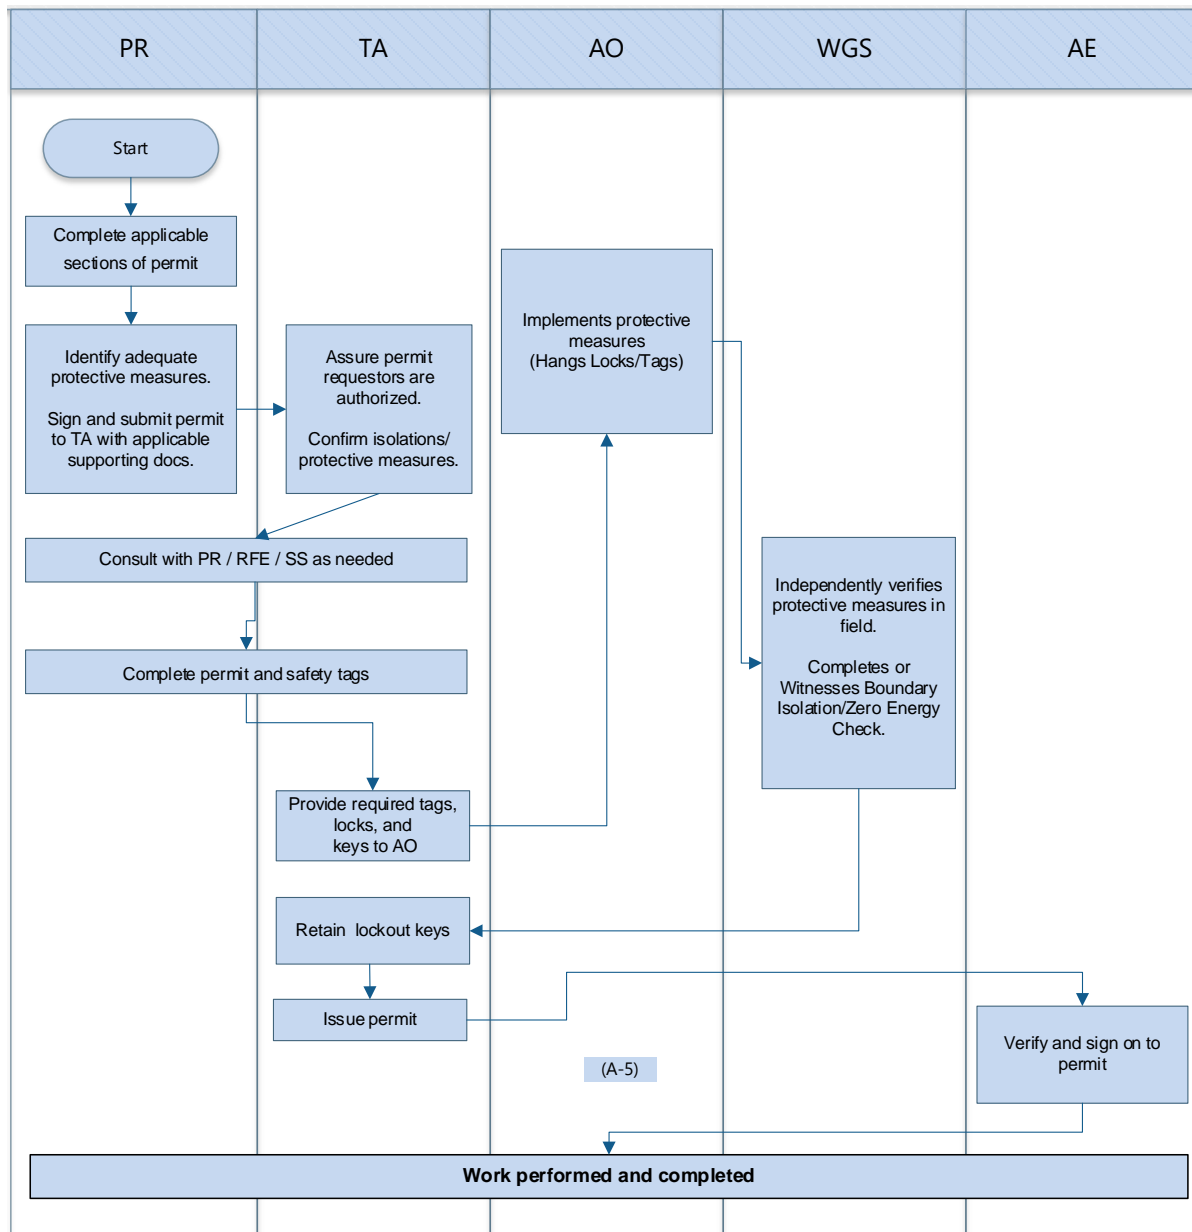 PR
TA
AO
WGS
AE
Start
Complete applicable
sections of permit
Identify adequate
protective measures.
Sign and submit permit
to TA with applicable
supporting docs.
Assure permit
requestors are
authorized.
Confirm isolations/
protective measures.
Implements protective
measures
(Hangs Locks/Tags)
Consult with PR / RFE / SS as needed
Complete permit and safety tags
Independently verifies
protective measures in
field.
Completes or
Witnesses Boundary
Isolation/Zero Energy
Check.
Provide required tags,
locks, and
keys to AO
Retain lockout keys
Issue permit
Verify and sign on to
permit
(A-5)
Work performed and completed